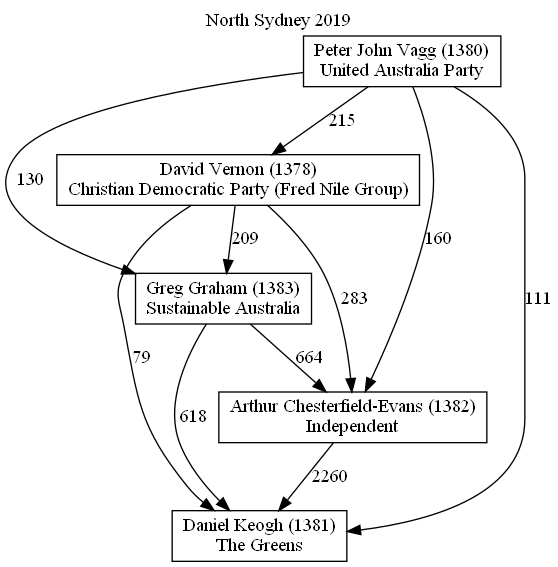 North Sydney 2019
Peter John Vagg (1380)
United Australia Party
215
David Vernon (1378)
Christian Democratic Party (Fred Nile Group)
130
209
160
Greg Graham (1383)
Sustainable Australia
283
111
79
664
618
Arthur Chesterfield-Evans (1382)
Independent
2260
Daniel Keogh (1381)
The Greens